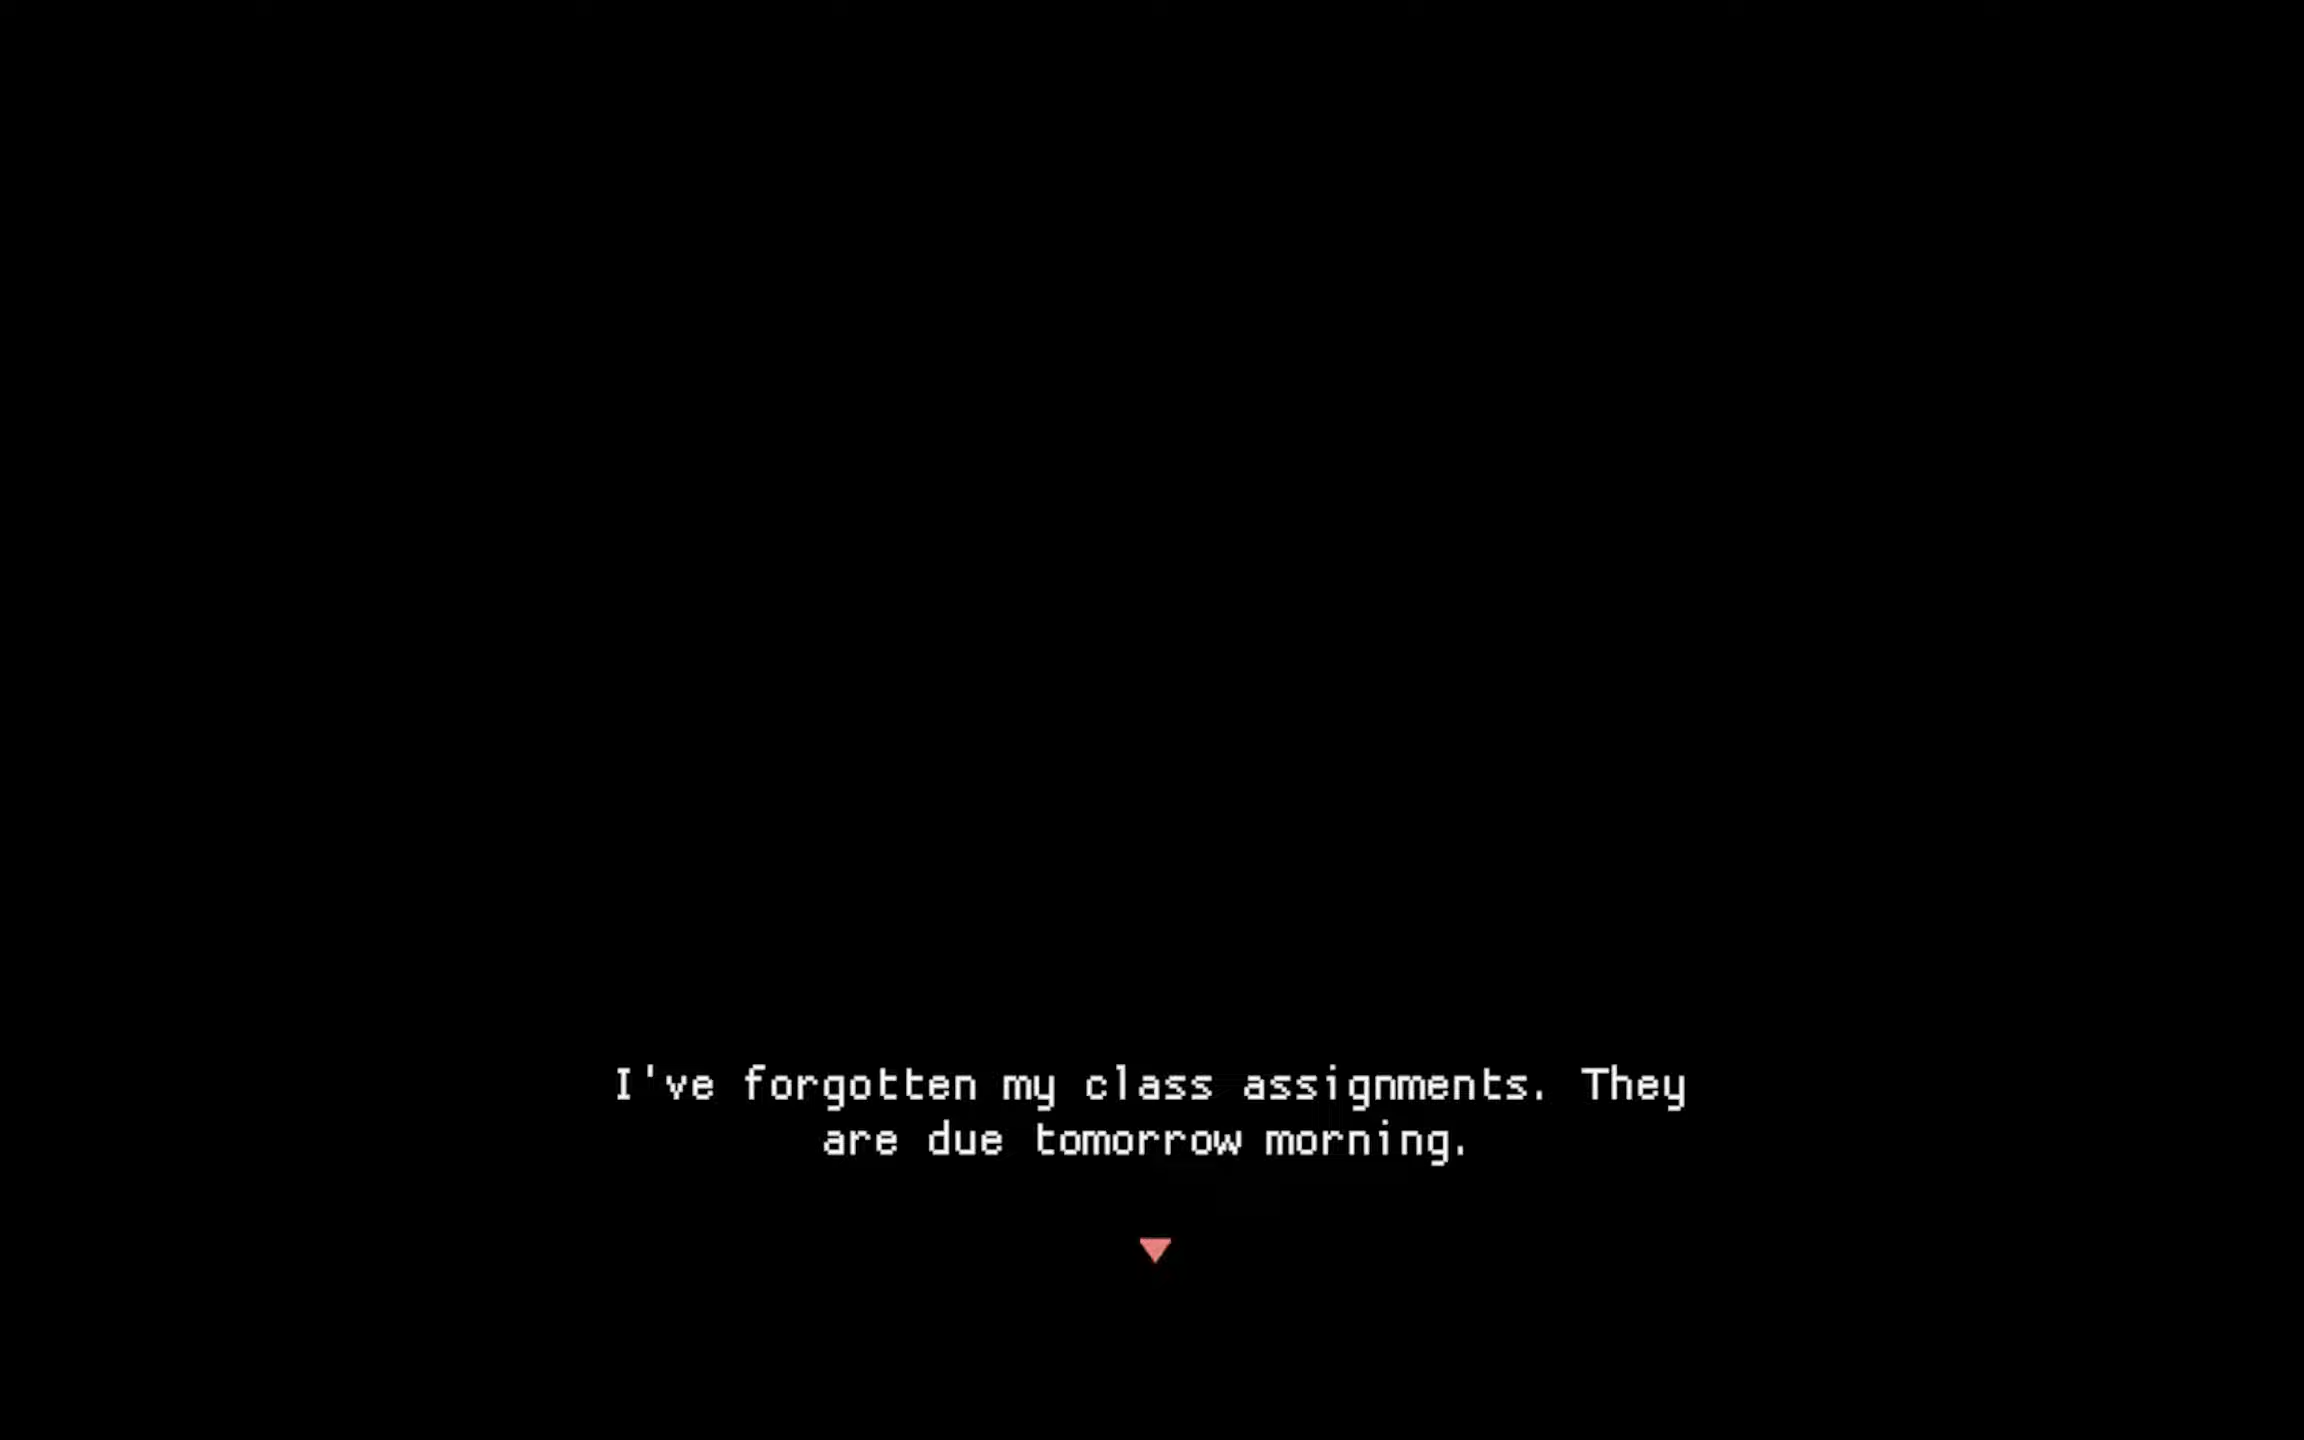 I've forgotten my class assignments. They
are due tomorrow morning.